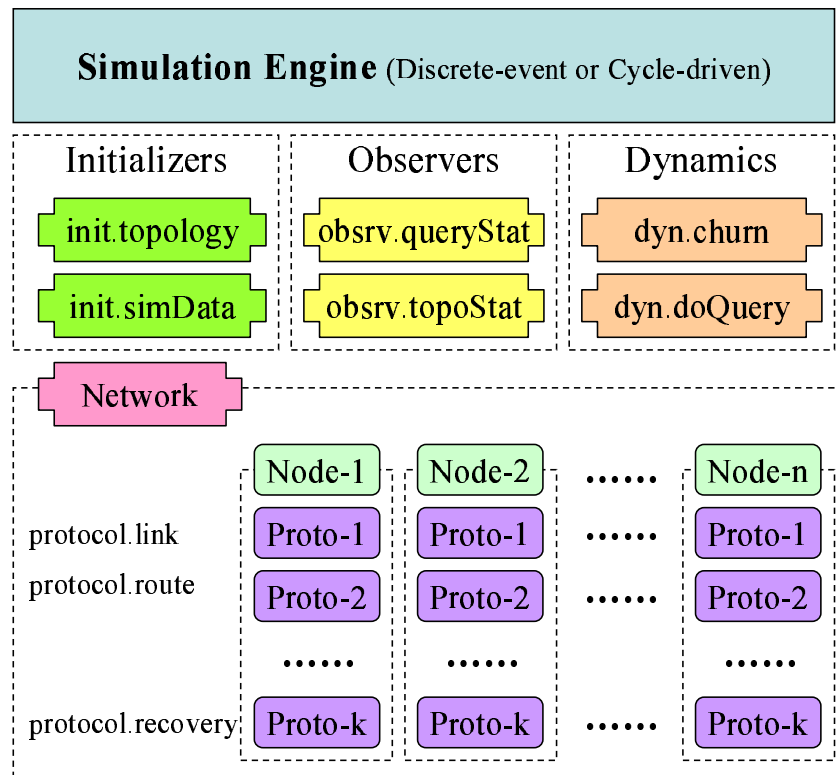 Simulation Engine (Discrete-event or Cycle-driven)
Initializers Observers Dynamics
init.topology obsrv.queryStat dyn.churn
init.simData obsrv.topoStat dyn.doQuery
Network
Node-1 Node-2 ...... Node-n
protocol.link Proto-1 Proto-1 ...... Proto-1
protocol.route Proto-2 Proto-2 ...... Proto-2
...... ...... ......
protocol.recovery Proto-k Proto-k ...... Proto-k